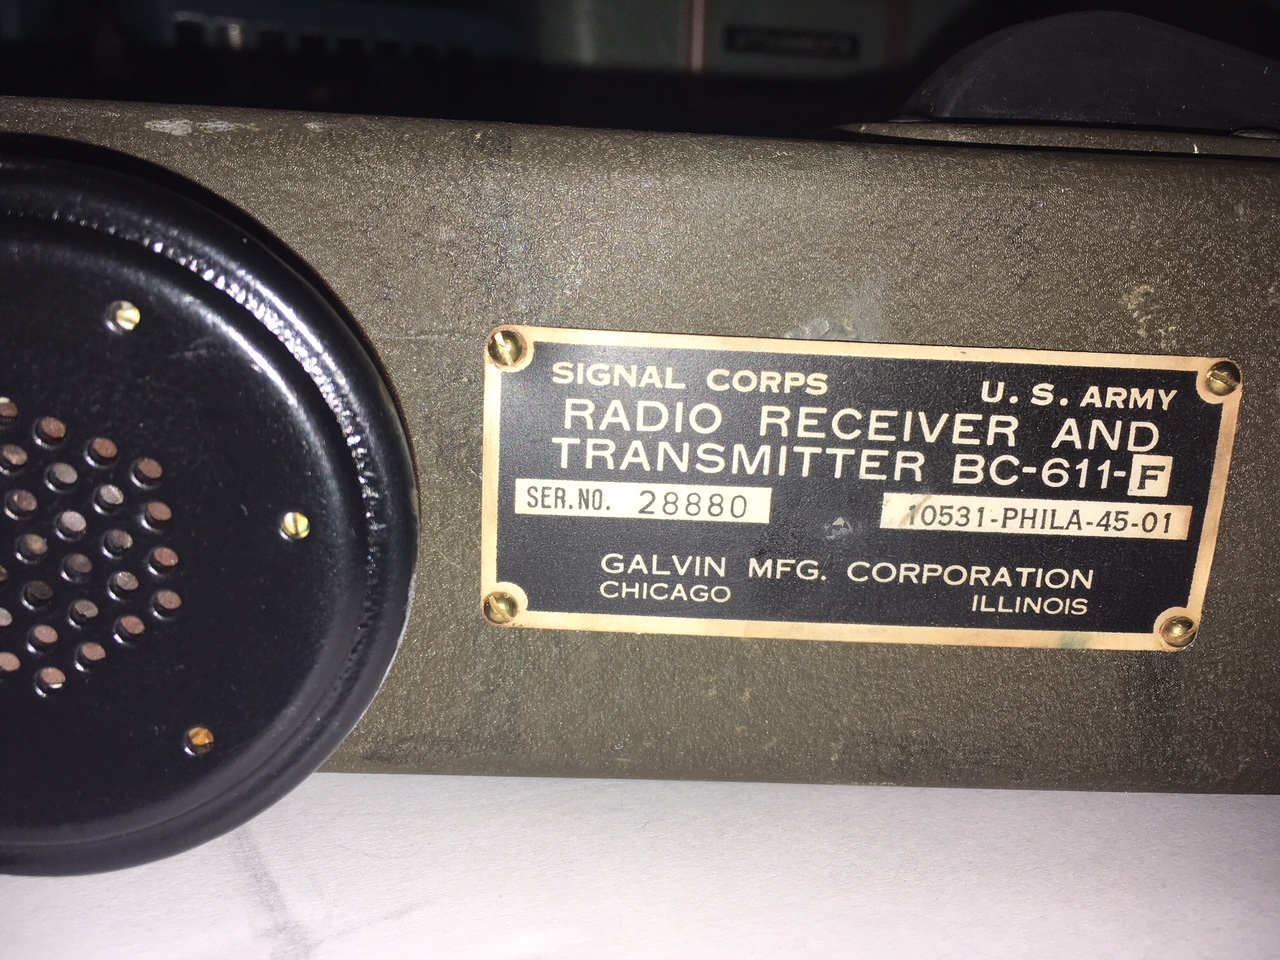 SIGNAL CORPS U. S. ARMY
RADIO RECEIVER AND
TRANSMITTER BC-611-F
SER. NO. 28880 10531-PHILA-45-01
GALVIN MFG. CORPORATION
CHICAGO ILLINOIS